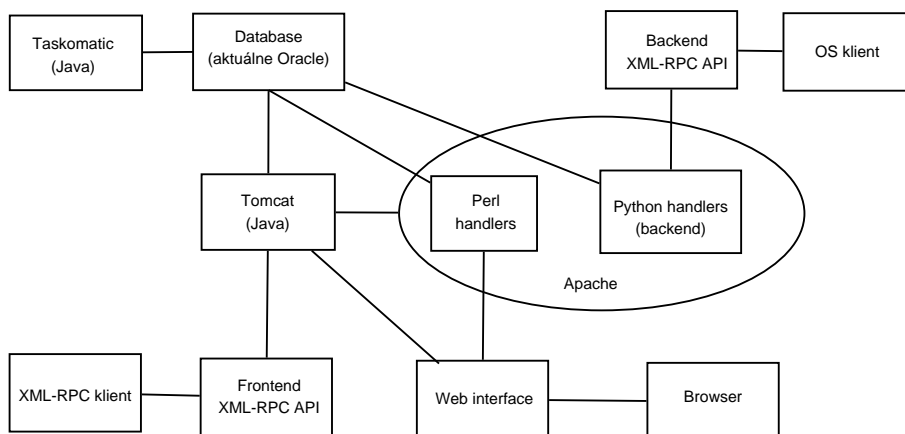 Taskomatic
(Java)
Database
(aktuálne Oracle)
Backend
XML-RPC API
OS klient
Tomcat
(Java)
Perl
handlers
Python handlers
(backend)
Apache
XML-RPC klient
Frontend
XML-RPC API
Web interface
Browser